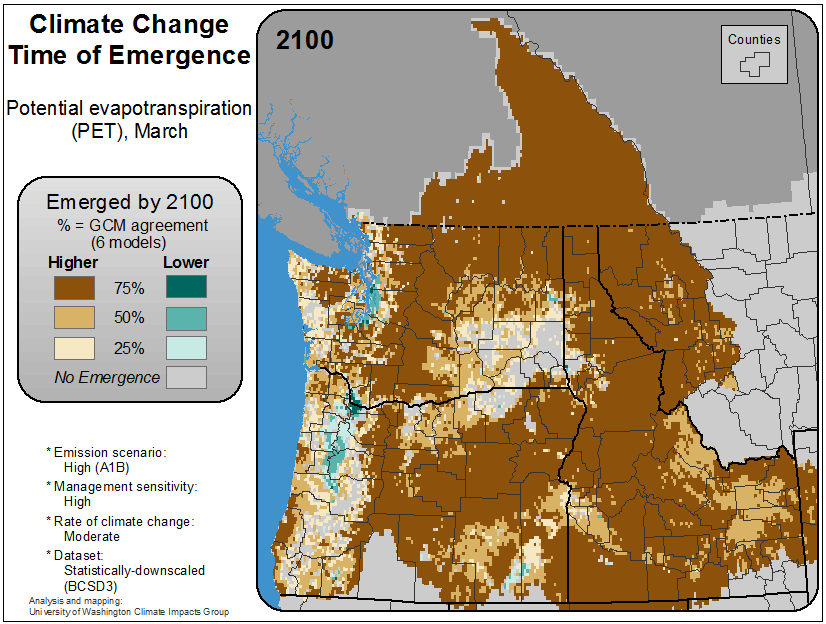 Climate Change
Time of Emergence
Potential evapotranspiration
(PET), March
Emerged by 2100
% = GCM agreement
(6 models)
Higher Lower
75%
50%
25%
No Emergence
* Emission scenario:
High (A1B)
* Management sensitivity:
High
* Rate of climate change:
Moderate
* Dataset:
Statistically-downscaled
(BCSD3)
Analysis and mapping:
University of Washington Climate Impacts Group
2100
Counties